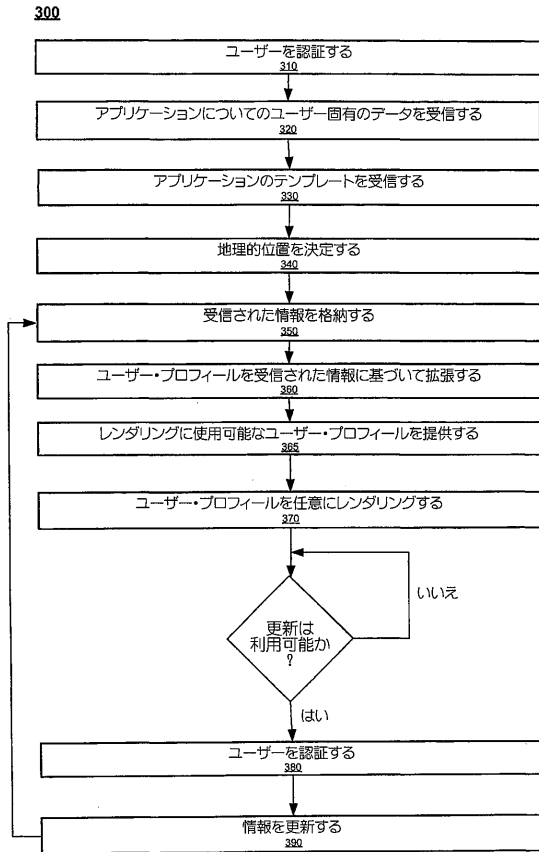 300
ユーザーを認証する
310
アプリケーションについてのユーザー固有のデータを受信する
320
アプリケーションのテンプレートを受信する
330
地理的位置を決定する
340
受信された情報を格納する
350
ユーザー・プロフィールを受信された情報に基づいて拡張する
360
レンダリングに使用可能なユーザー・プロフィールを提供する
365
ユーザー・プロフィールを任意にレンダリングする
370
いいえ
更新は
利用可能か
?
はい
ユーザーを認証する
380
情報を更新する
390